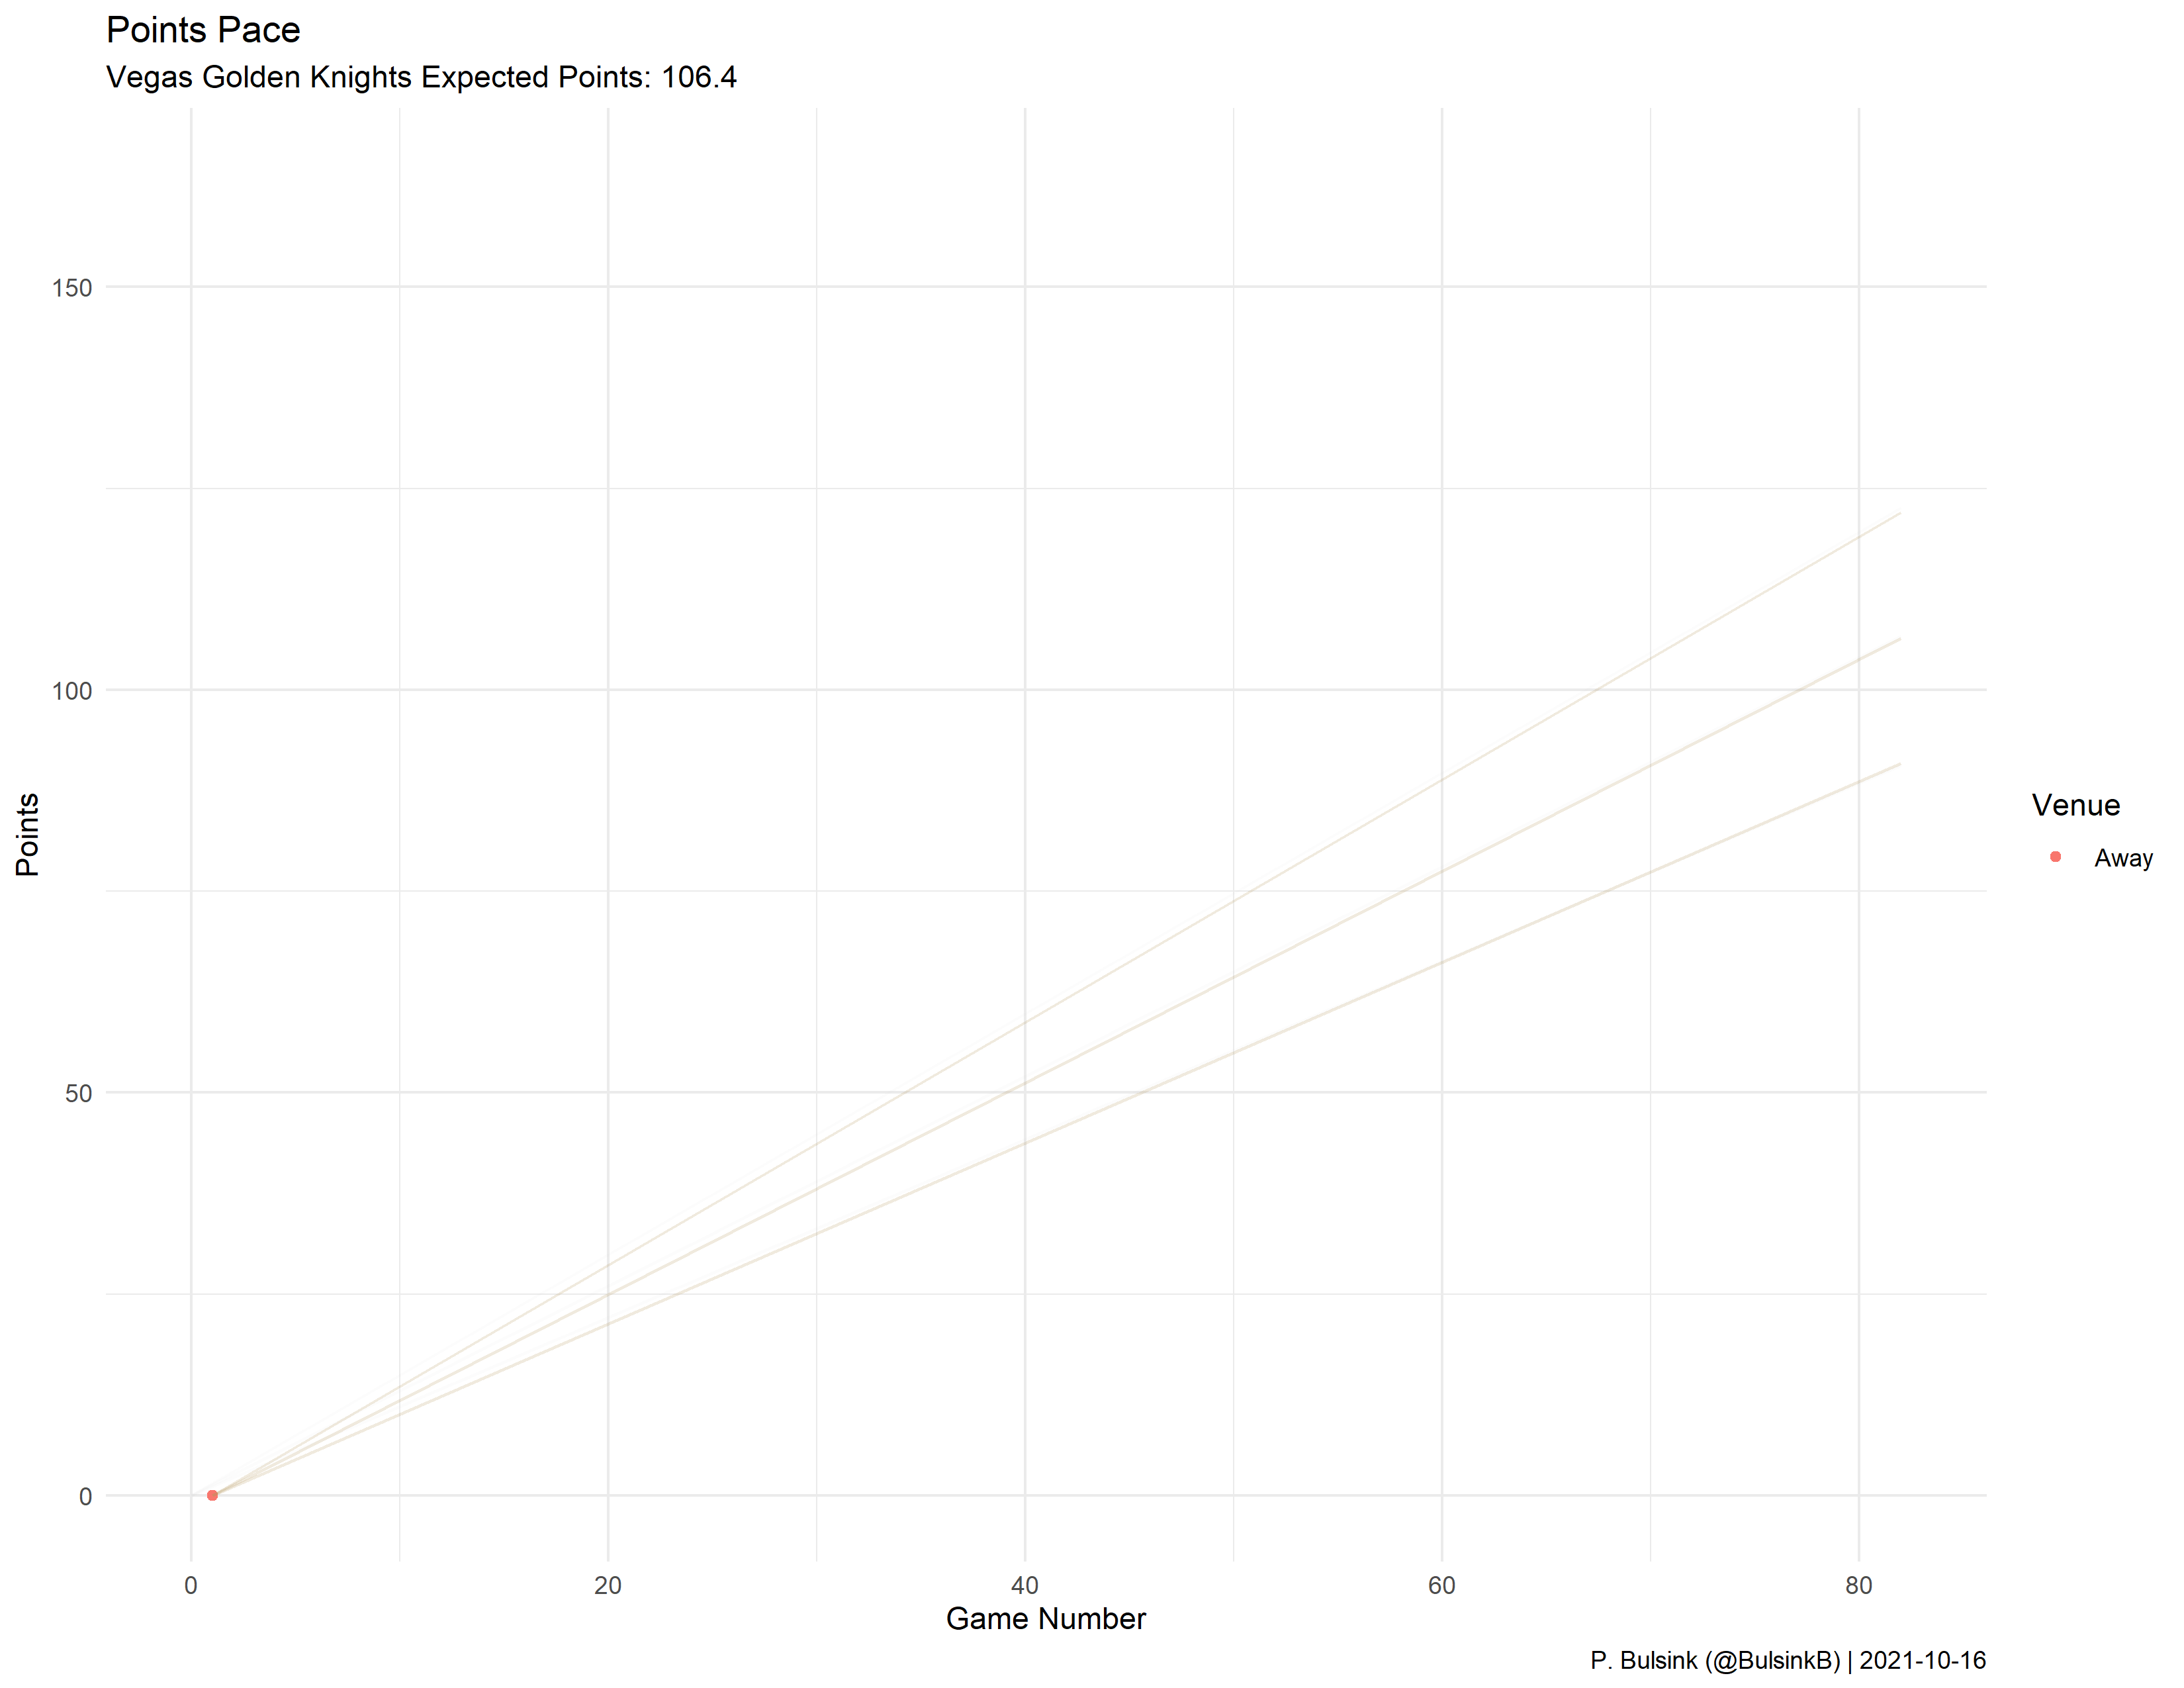 Points Pace
Vegas Golden Knights Expected Points: 106.4
150
100
50
0
Points
0 20 40 60 80
Game Number
Venue
Away
P. Bulsink (@BulsinkB) | 2021-10-16